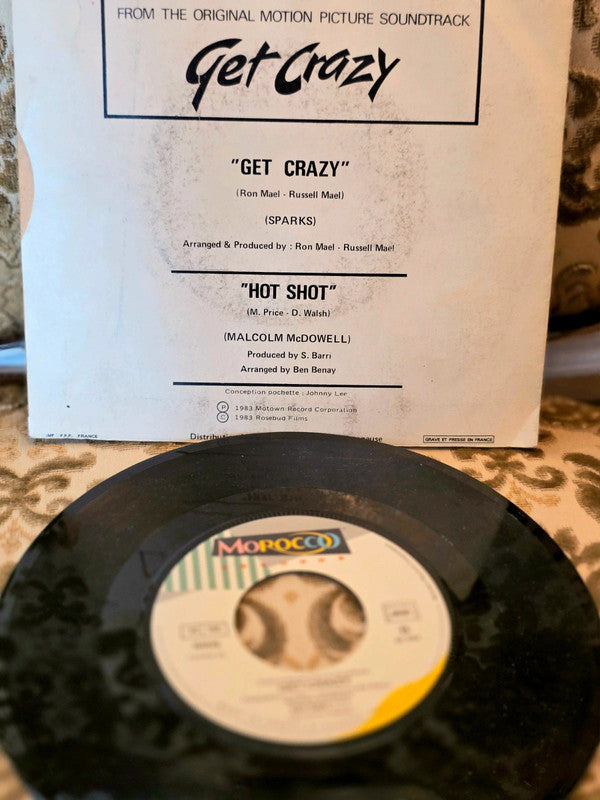 FROM THE ORIGINAL MOTION PICTURE SOUNDTRACK
Get Crazy
"GET CRAZY"
(Ron Mael - Russell Mael)
(SPARKS)
Arranged & Produced by : Ron Mael - Russell Mael
"HOT SHOT"
(M. Price - D. Walsh)
(MALCOLM McDOWELL)
Produced by S. Barri
Arranged by Ben Benay
Conception pochette : Johnny Lee
Ⓟ 1983 Motown Record Corporation
© 1983 Rosebud Films
FRANCE
GRAVE ET PRESSE EN FRANCE
MOROCCO